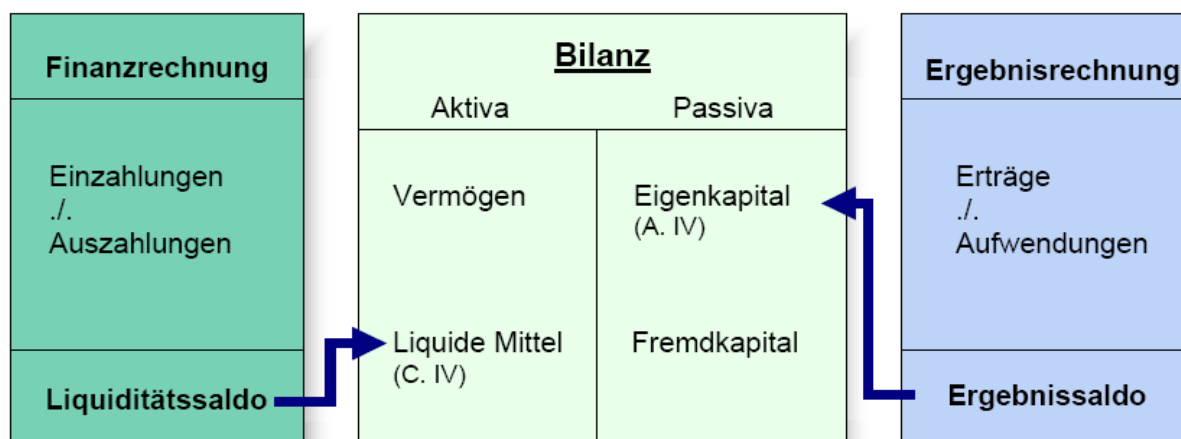 Finanzrechnung
Einzahlungen
./.
Auszahlungen
Liquiditätssaldo
Bilanz
Aktiva
Passiva
Vermögen
Eigenkapital
(A. IV)
Liquide Mittel
(C. IV)
Fremdkapital
Ergebnisrechnung
Erträge
./.
Aufwendungen
Ergebnissaldo